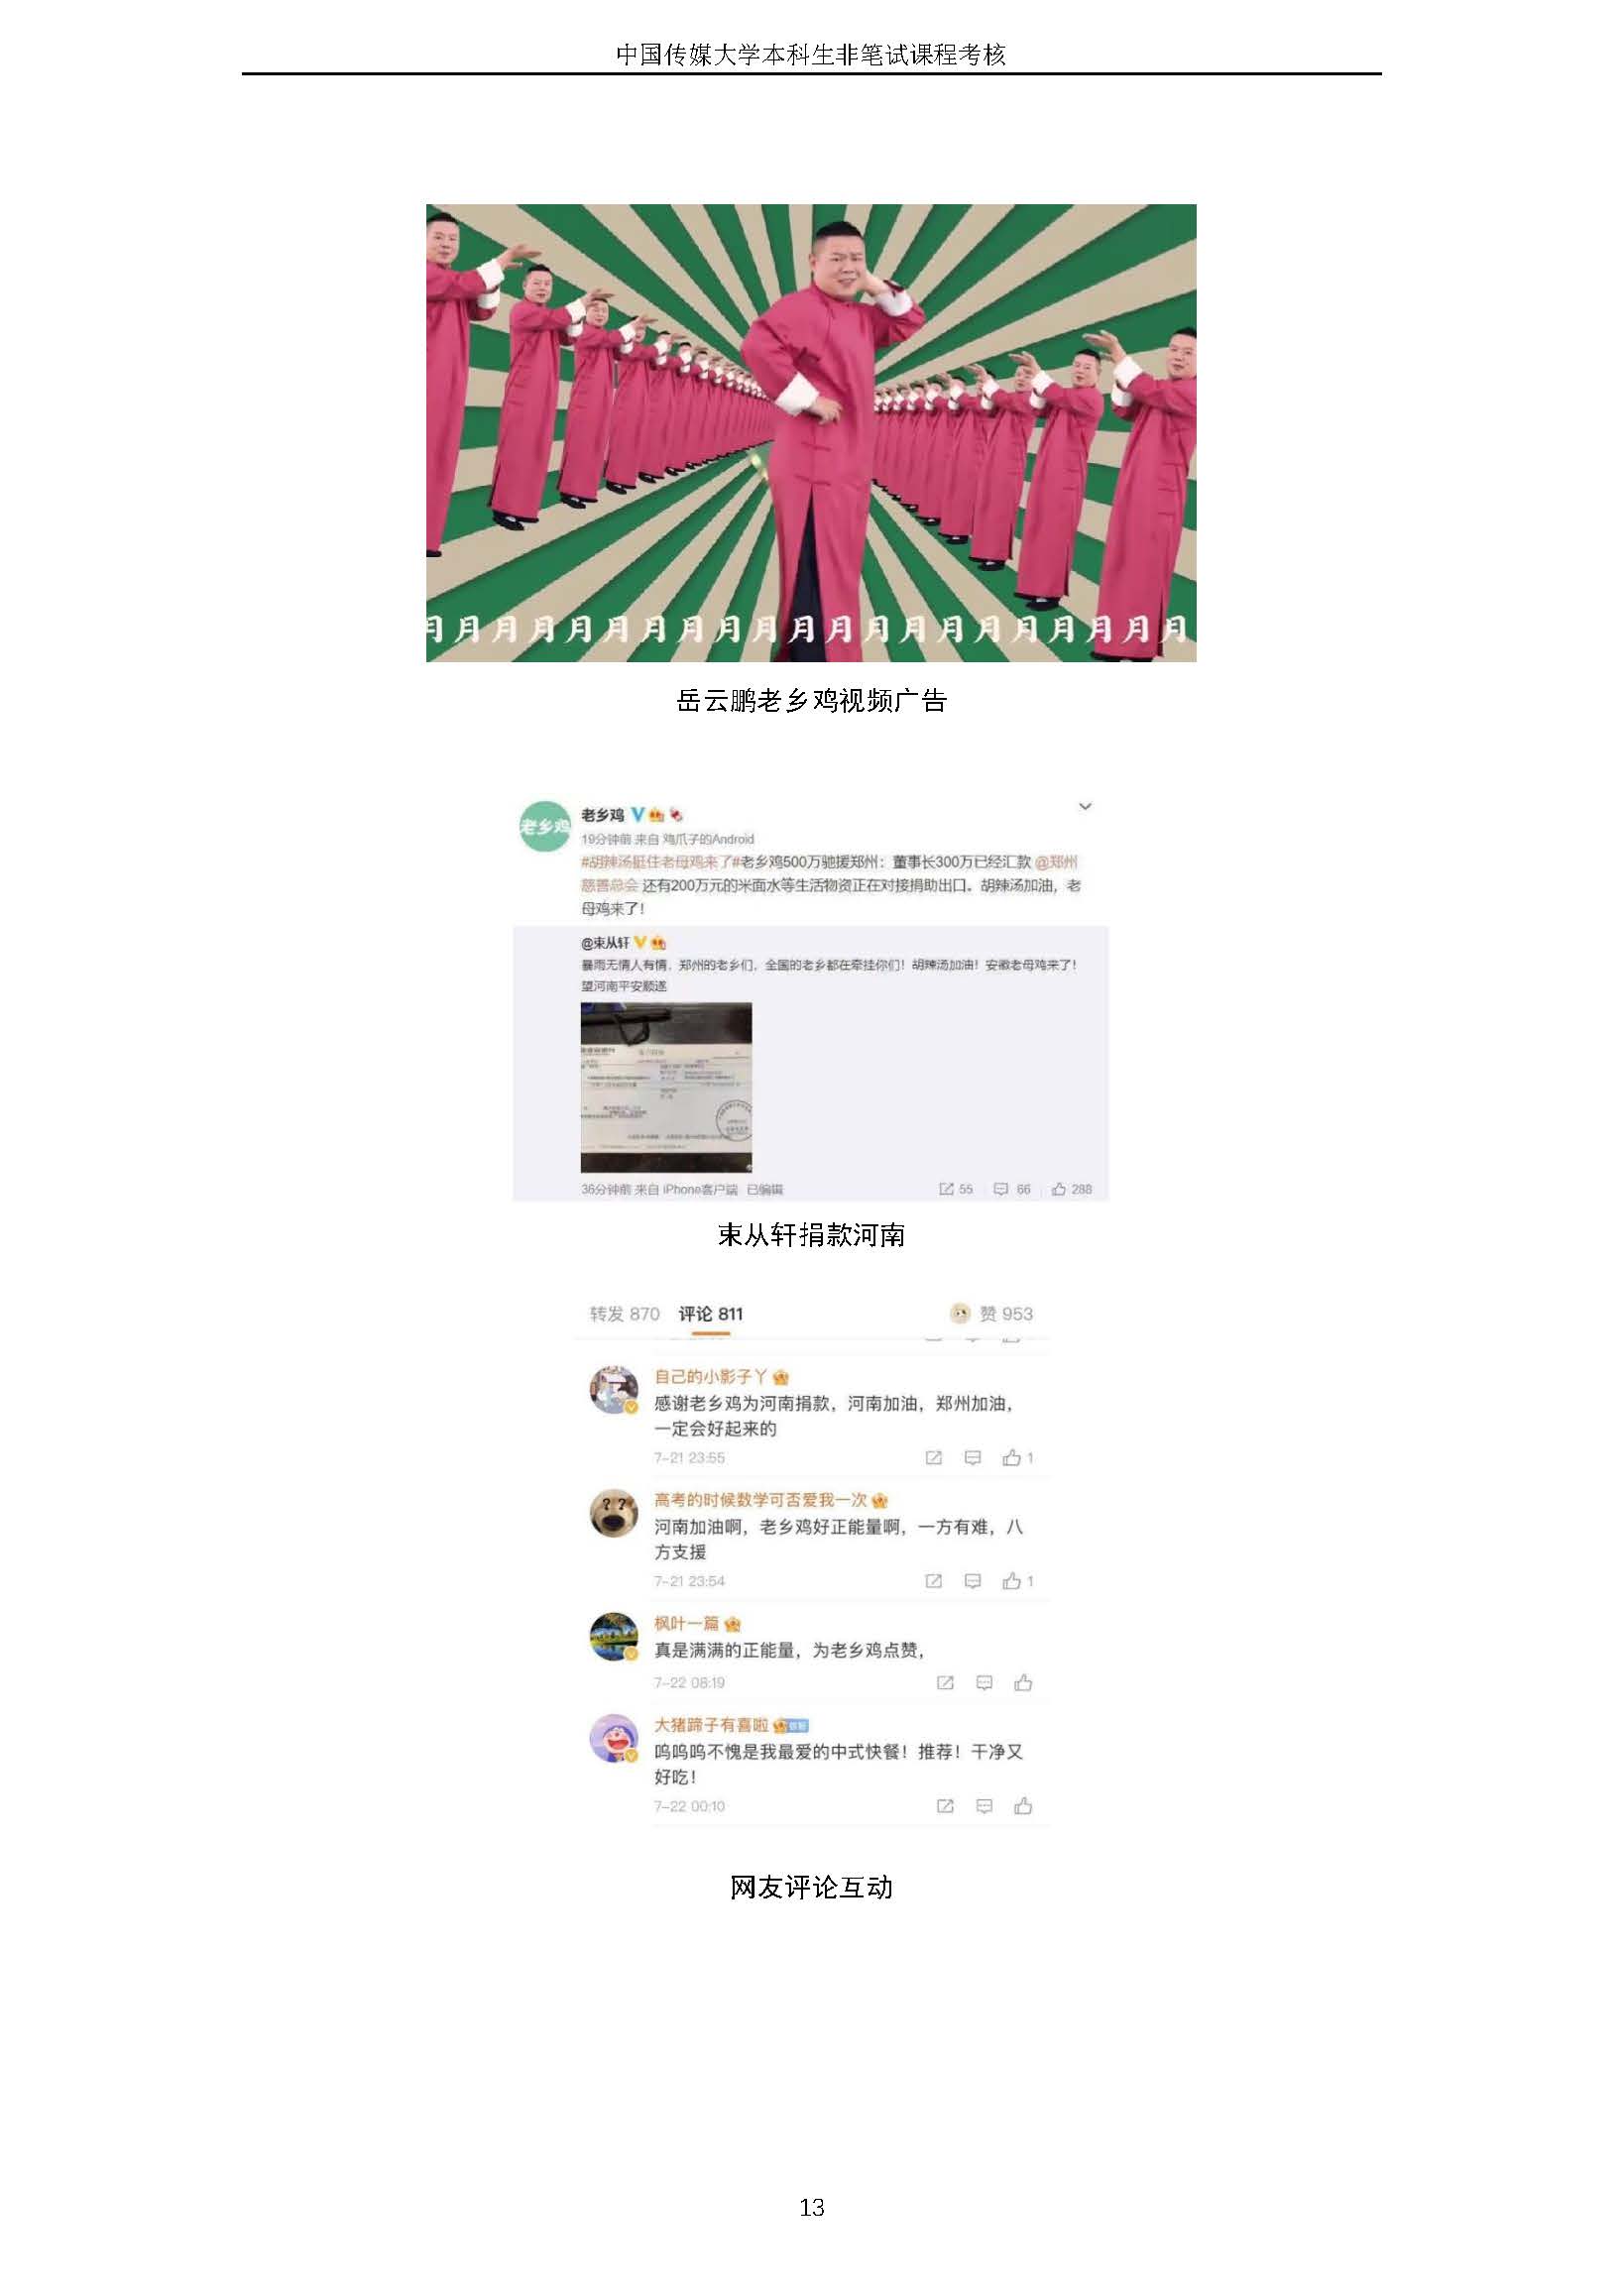 中国传媒大学本科生非笔试课程考核
月月月月月月月月月月月月月月月月月月月月月
岳云鹏老乡鸡视频广告
老乡鸡
老乡鸡
19分钟前 来自 鸡爪子的Android
#胡辣汤挺住老母鸡来了#老乡鸡500万驰援郑州：董事长300万已经汇款 @郑州
慈善总会 还有200万元的米面水等生活物资正在对接捐助出口。胡辣汤加油，老
母鸡来了！
@束从轩
暴雨无情人有情，郑州的老乡们，全国的老乡都在牵挂你们！胡辣汤加油！安徽老母鸡来了！
望河南平安顺遂
36分钟前 来自 iPhone客户端 已编辑
55 66 288
束从轩捐款河南
转发 870 评论 811 赞 953
自己的小影子丫
感谢老乡鸡为河南捐款，河南加油，郑州加油，
一定会好起来的
7-21 23:55 1
高考的时候数学可否爱我一次
河南加油啊，老乡鸡好正能量啊，一方有难，八
方支援
7-21 23:54 1
枫叶一篇
真是满满的正能量，为老乡鸡点赞，
7-22 08:19
大猪蹄子有喜啦
呜呜呜不愧是我最爱的中式快餐！推荐！干净又
好吃！
7-22 00:10
网友评论互动
13